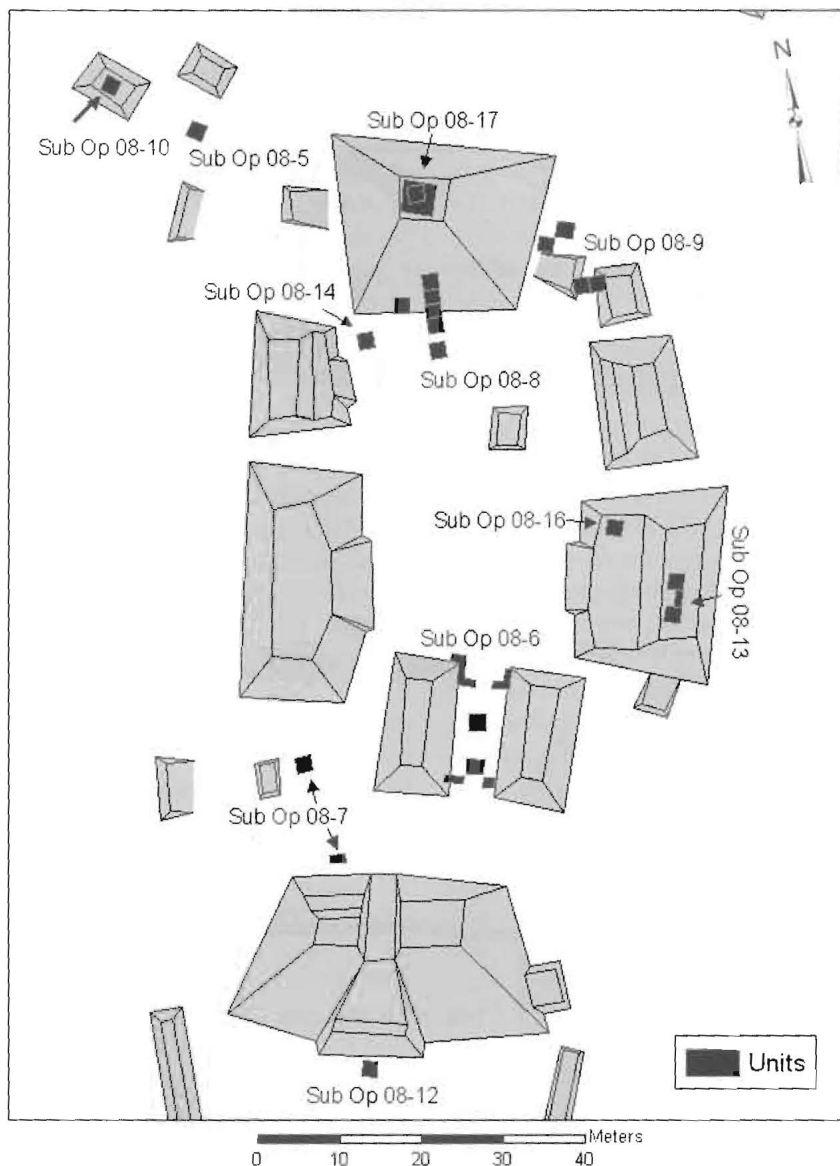 N
Sub Op 08-17
Sub Op 08-10
Sub Op 08-5
Sub Op 08-9
Sub Op 08-14
Sub Op 08-8
Sub Op 08-16
Sub Op 08-13
Sub Op 08-6
Sub Op 08-7
Units
Sub Op 08-12
Meters
0 10 20 30 40